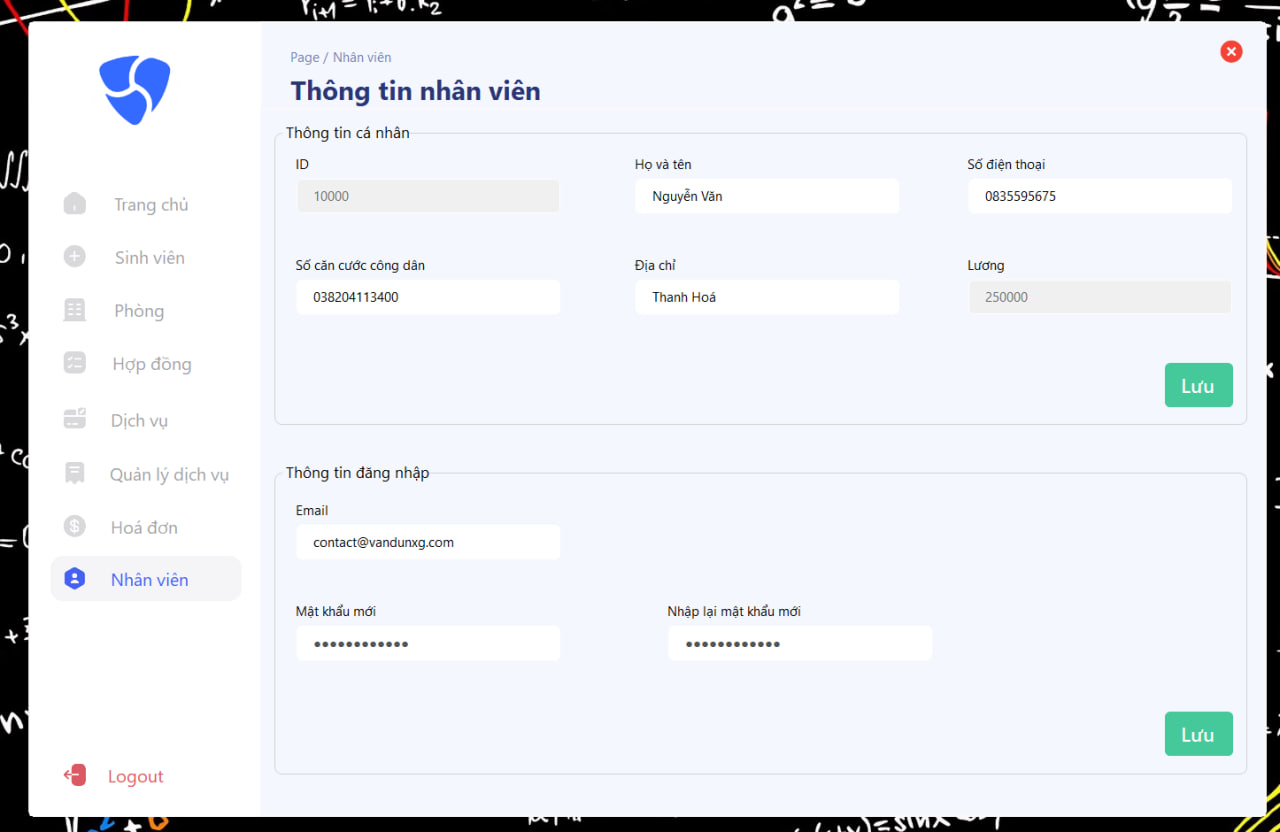 Page / Nhân viên
Thông tin nhân viên
Trang chủ
Sinh viên
Phòng
Hợp đồng
Dịch vụ
Quản lý dịch vụ
Hoá đơn
Nhân viên
Logout
Thông tin cá nhân
ID
Họ và tên
Số điện thoại
10000
Nguyễn Văn
0835595675
Số căn cước công dân
Địa chỉ
Lương
038204113400
Thanh Hoá
250000
Lưu
Thông tin đăng nhập
Email
contact@vandunxg.com
Mật khẩu mới
Nhập lại mật khẩu mới
••••••••••••
••••••••••••
Lưu